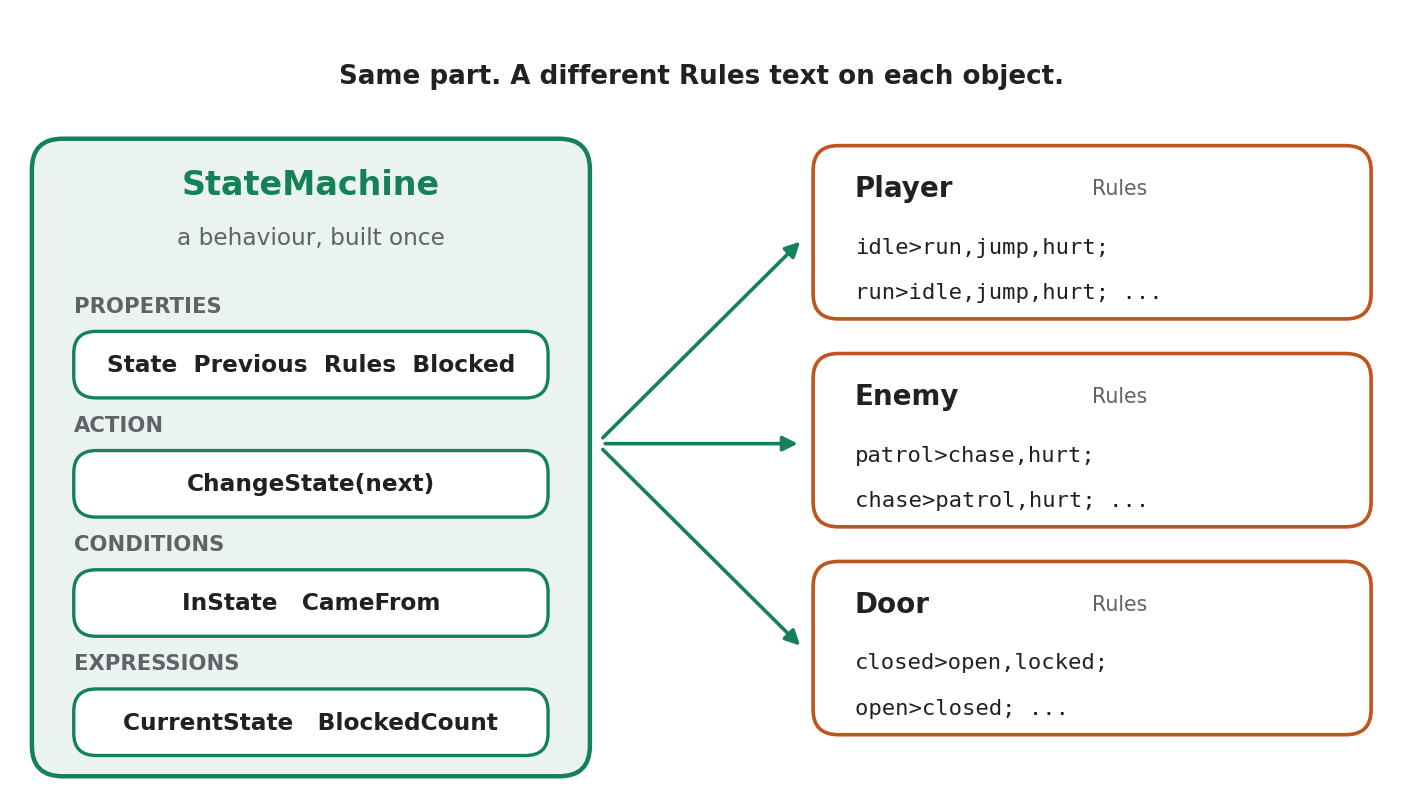 Same part. A different Rules text on each object.
StateMachine
a behaviour, built once
PROPERTIES
State Previous Rules Blocked
ACTION
ChangeState(next)
CONDITIONS
InState CameFrom
EXPRESSIONS
CurrentState BlockedCount
Player Rules
idle>run,jump,hurt;
run>idle,jump,hurt; ...
Enemy Rules
patrol>chase,hurt;
chase>patrol,hurt; ...
Door Rules
closed>open,locked;
open>closed; ...